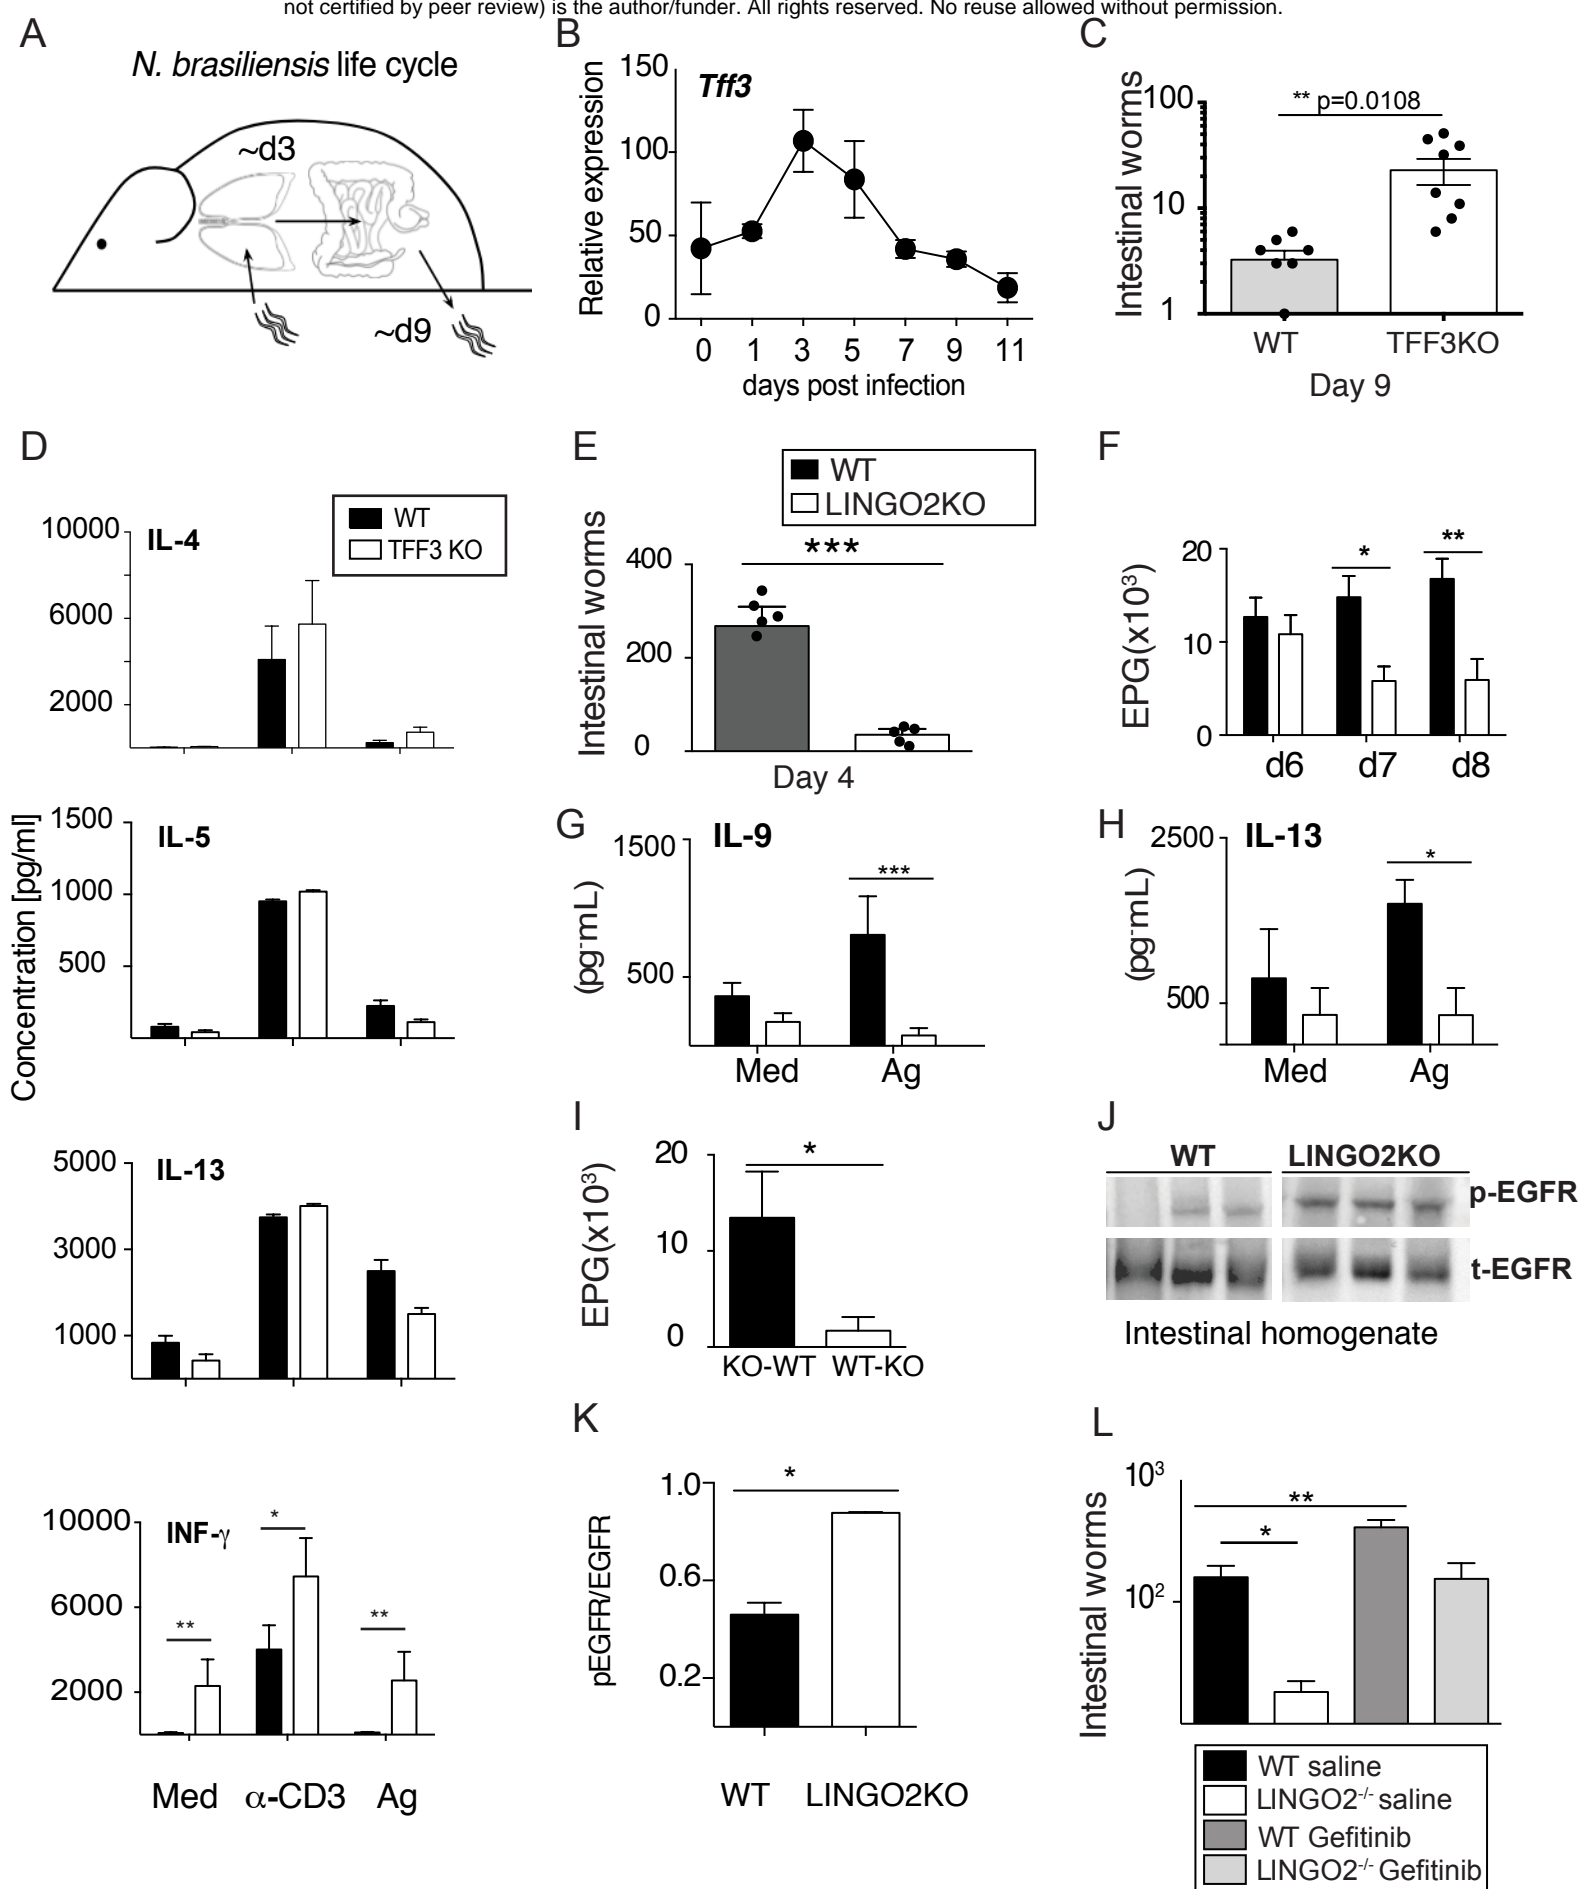 not certified by peer review) is the author/funder. All rights reserved. No reuse allowed without permission.
A
N. brasiliensis life cycle
~d3
~d9
B
Tff3
Relative expression
150
100
50
0
0 1 3 5 7 9 11
days post infection
C
Intestinal worms
100
10
1
** p=0.0108
WT TFF3KO
Day 9
D
Concentration [pg/ml]
WT
TFF3 KO
IL-4
10000
6000
2000
IL-5
1500
1000
500
IL-13
5000
3000
1000
INF-γ
10000
6000
2000
** * **
Med α-CD3 Ag
E
WT
LINGO2KO
Intestinal worms
400
200
0
***
Day 4
F
EPG(x10³)
20
10
0
* **
d6 d7 d8
G
IL-9
(pg-mL)
1500
500
***
Med Ag
H
IL-13
(pg-mL)
2500
500
*
Med Ag
I
EPG(x10³)
20
10
0
*
KO-WT WT-KO
J
WT LINGO2KO
p-EGFR
t-EGFR
Intestinal homogenate
K
pEGFR/EGFR
1.0
0.6
0.2
*
WT LINGO2KO
L
Intestinal worms
10³
10²
**
*
WT saline
LINGO2-/- saline
WT Gefitinib
LINGO2-/- Gefitinib